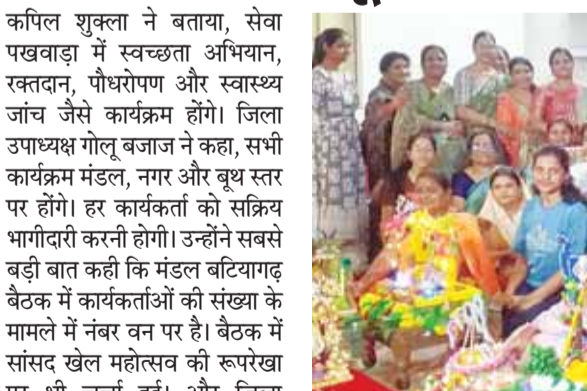 कपिल शुक्ला ने बताया, सेवा
पखवाड़ा में स्वच्छता अभियान,
रक्तदान, पौधरोपण और स्वास्थ्य
जांच जैसे कार्यक्रम होंगे। जिला
उपाध्यक्ष गोलू बजाज ने कहा, सभी
कार्यक्रम मंडल, नगर और बूथ स्तर
पर होंगे। हर कार्यकर्ता को सक्रिय
भागीदारी करनी होगी। उन्होंने सबसे
बड़ी बात कही कि मंडल बटियागढ़
बैठक में कार्यकर्ताओं की संख्या के
मामले में नंबर वन पर है। बैठक में
सांसद खेल महोत्सव की रूपरेखा